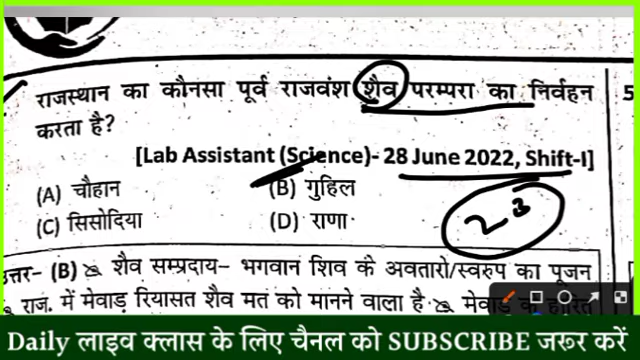 राजस्थान का कौनसा पूर्व राजवंश शैव परम्परा का निर्वहन
करता है?
[Lab Assistant (Science)- 28 June 2022, Shift-I]
(A) चौहान (B) गुहिल
(C) सिसोदिया (D) राणा
23
उत्तर- (B) शैव सम्प्रदाय- भगवान शिव के अवतारो/स्वरुप का पूजन
राज. में मेवाड़ रियासत शैव मत को मानने वाला है मेवाड़ के हारित
Daily लाइव क्लास के लिए चैनल को SUBSCRIBE जरूर करें